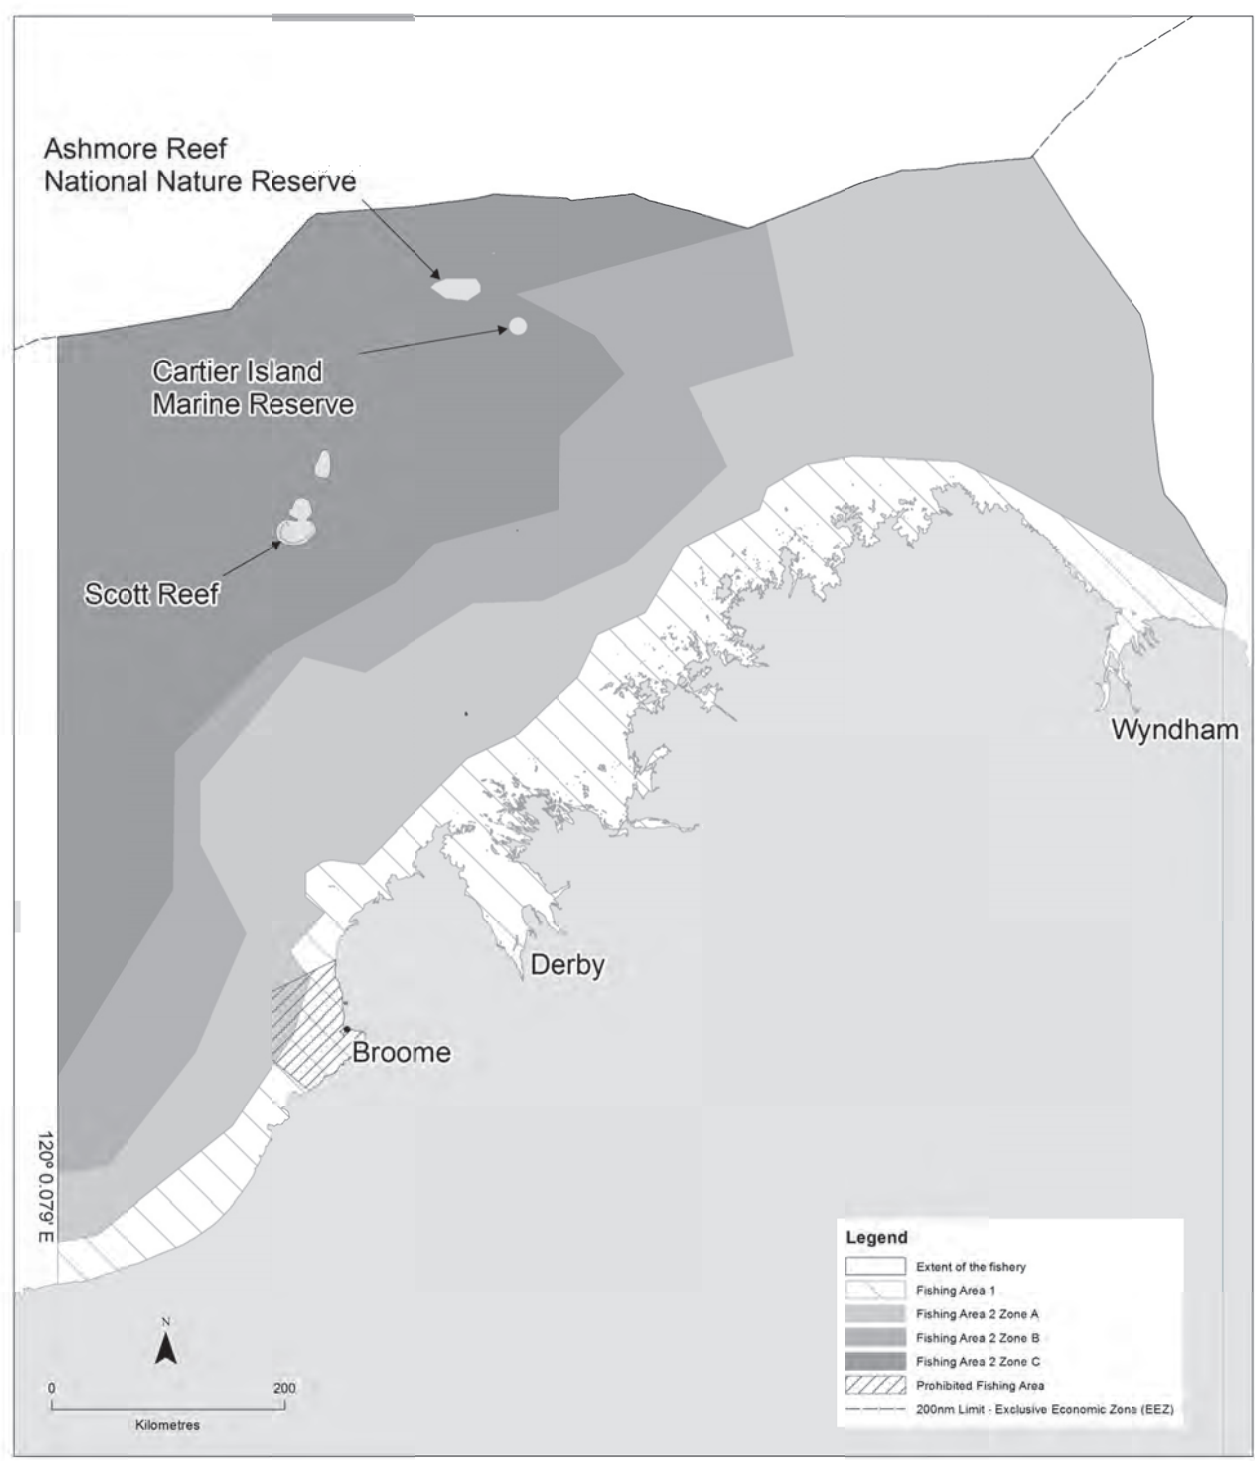 Ashmore Reef
National Nature Reserve
Cartier Island
Marine Reserve
Scott Reef
Wyndham
Derby
Broome
120° 0.079' E
Legend
Extent of the fishery
Fishing Area 1
Fishing Area 2 Zone A
Fishing Area 2 Zone B
Fishing Area 2 Zone C
Prohibited Fishing Area
200nm Limit - Exclusive Economic Zone (EEZ)
N
0 200
Kilometres